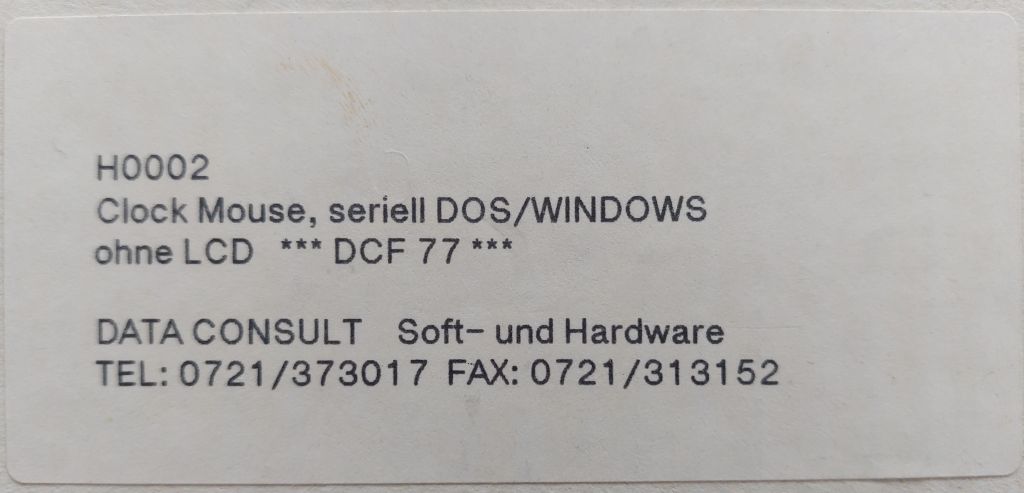 H0002
Clock Mouse, seriell DOS/WINDOWS
ohne LCD *** DCF 77 ***
DATA CONSULT Soft- und Hardware
TEL: 0721/373017 FAX: 0721/313152